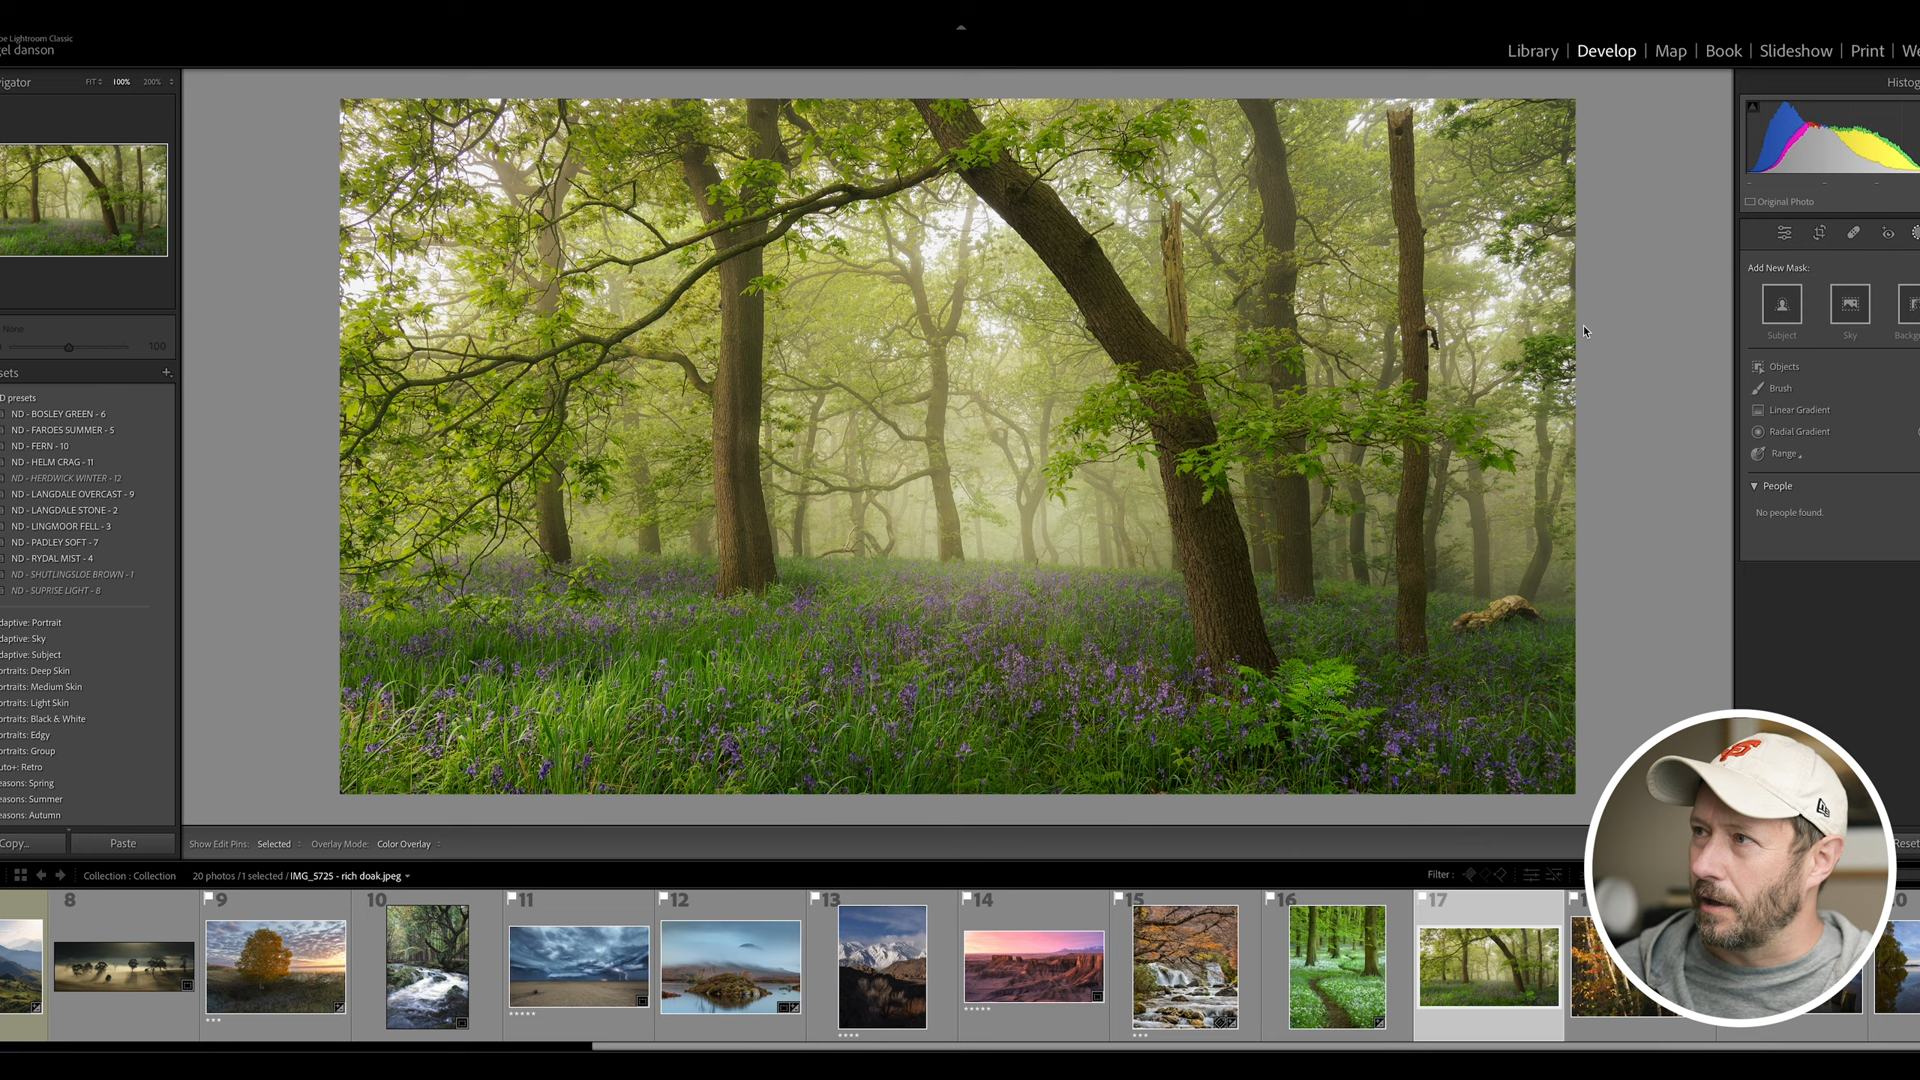 be Lightroom Classic
gel danson
Library | Develop | Map | Book | Slideshow | Print | We
vigator
FIT
100%
200%
Histog
Original Photo
Add New Mask:
Subject
Sky
Backg
Objects
Brush
Linear Gradient
Radial Gradient
Range
People
No people found.
None
100
sets
+
D presets
ND - BOSLEY GREEN - 6
ND - FAROES SUMMER - 5
ND - FERN - 10
ND - HELM CRAG - 11
ND - HERDWICK WINTER - 12
ND - LANGDALE OVERCAST - 9
ND - LANGDALE STONE - 2
ND - LINGMOOR FELL - 3
ND - PADLEY SOFT - 7
ND - RYDAL MIST - 4
ND - SHUTLINGSLOE BROWN - 1
ND - SUPRISE LIGHT - 8
daptive: Portrait
daptive: Sky
daptive: Subject
ortraits: Deep Skin
ortraits: Medium Skin
ortraits: Light Skin
ortraits: Black & White
ortraits: Edgy
ortraits: Group
uto+: Retro
easons: Spring
easons: Summer
easons: Autumn
Copy...
Paste
Show Edit Pins: Selected
Overlay Mode: Color Overlay
Reset
Collection : Collection
20 photos / 1 selected / IMG_5725 - rich doak.jpeg
Filter :
8
9
10
11
12
13
14
15
16
17
20
SF